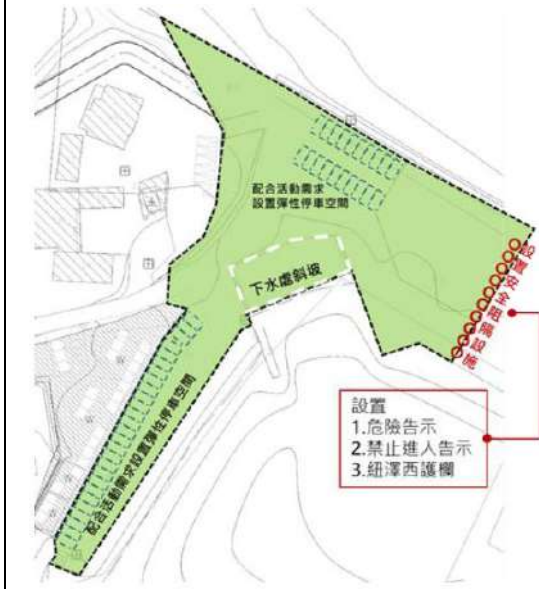 配合活動需求
設置彈性停車空間
下水處斜坡
設置安全阻隔設施
配合活動需求設置彈性停車空間
設置
1.危險告示
2.禁止進入告示
3.紐澤西護欄